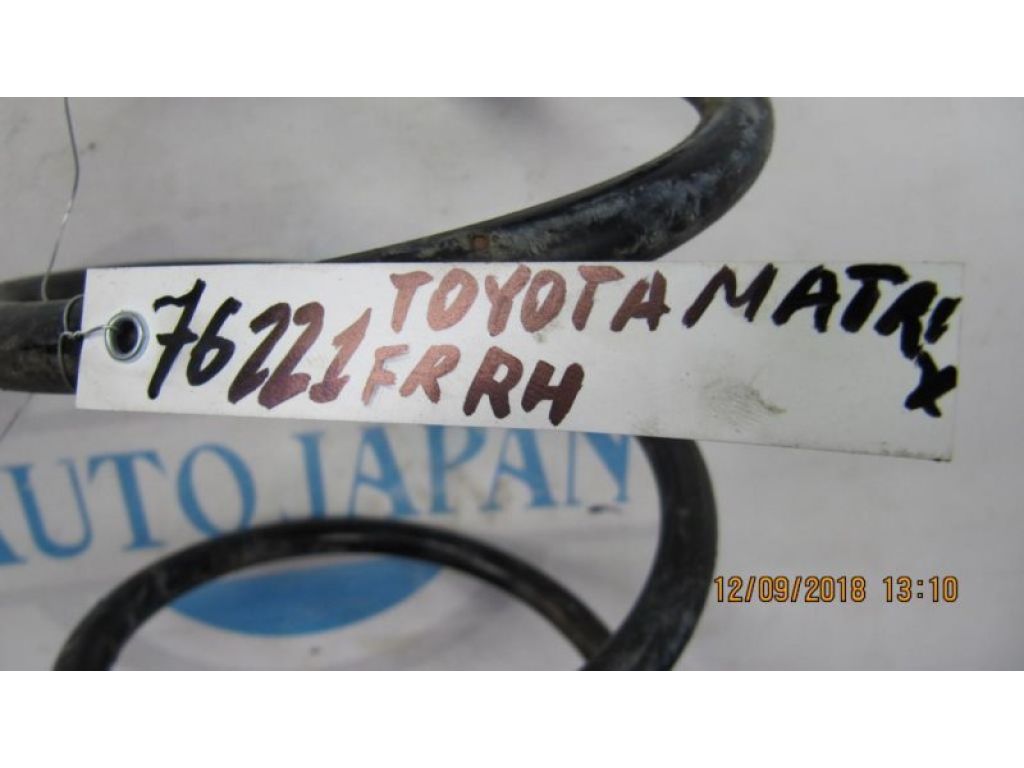 76221 TOYOTA MATRIX
FR RH
AUTO JAPAN
12/09/2018 13:10